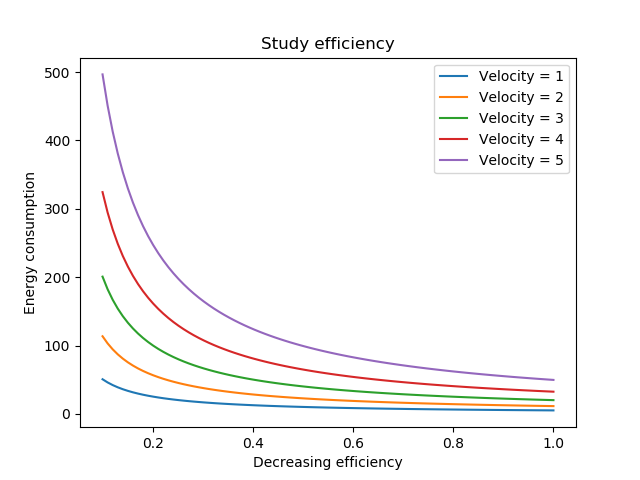 Study efficiency
Velocity = 1
Velocity = 2
Velocity = 3
Velocity = 4
Velocity = 5
Energy consumption
500
400
300
200
100
0
0.2 0.4 0.6 0.8 1.0
Decreasing efficiency